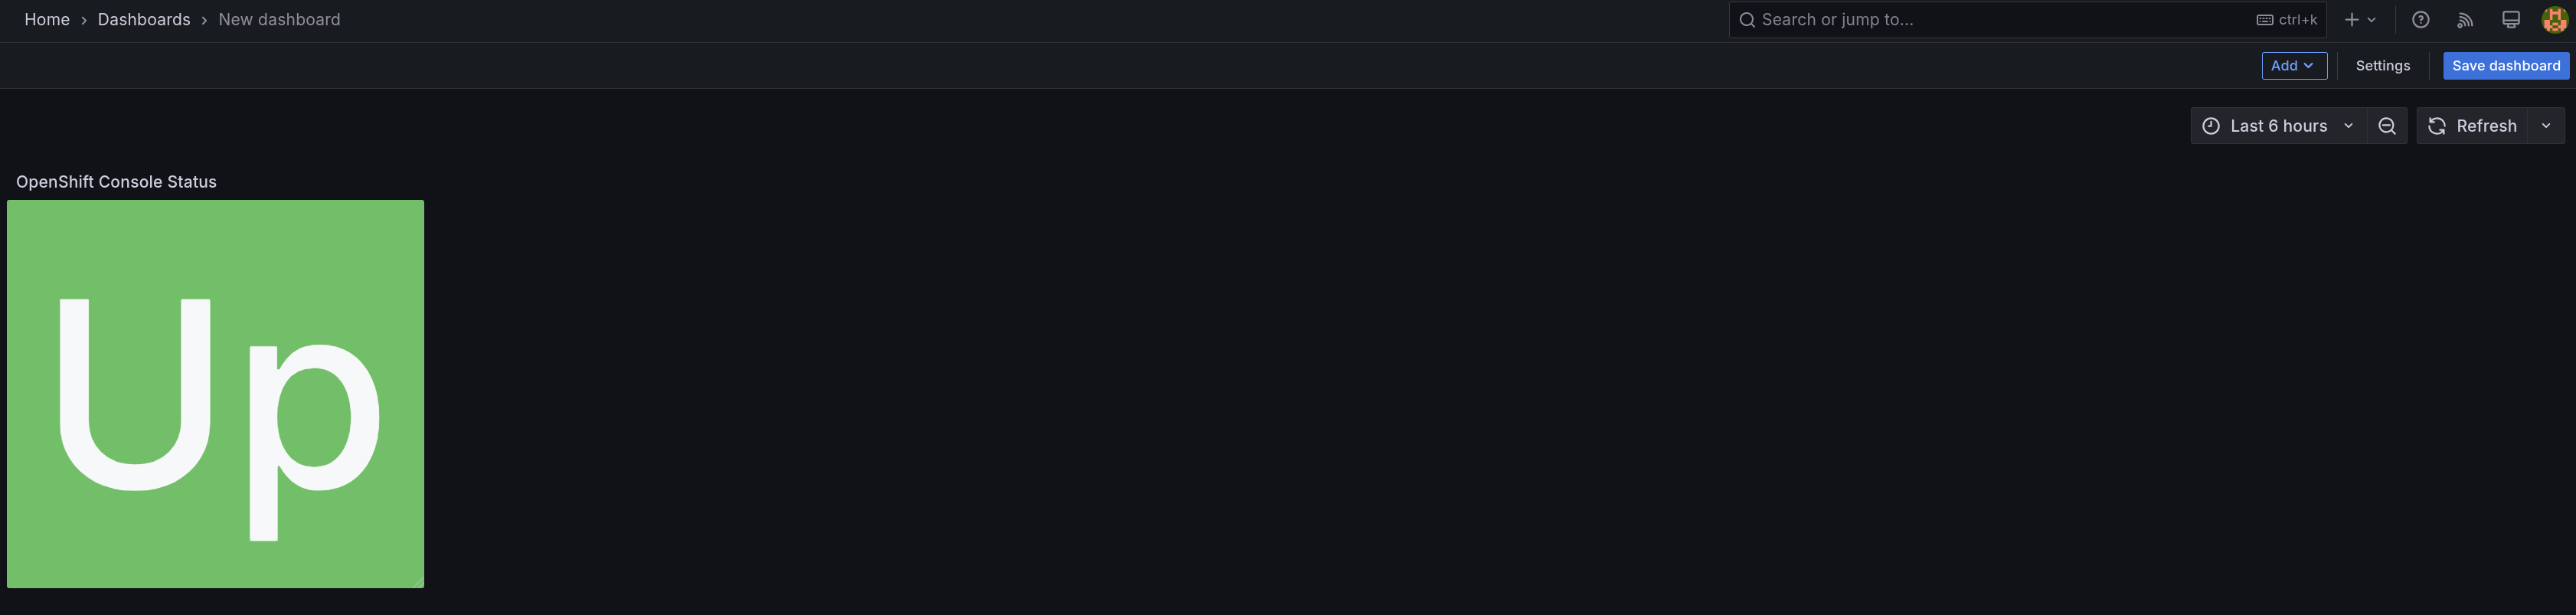 Home › Dashboards › New dashboard
Search or jump to... ctrl+k
Add Settings Save dashboard
Last 6 hours Refresh
OpenShift Console Status
Up